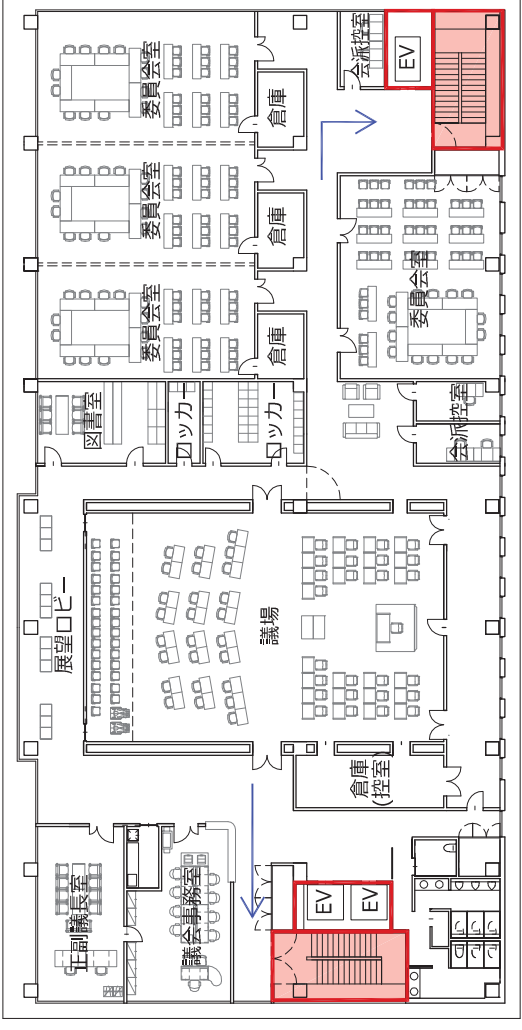 会派控室
EV
委員会室
倉庫
委員会室
倉庫
委員会室
委員会室
倉庫
図書室
ロッカー
ロッカー
会派控室
展望ロビー
議場
倉庫
(控室)
正副議長室
議会事務室
EV
EV